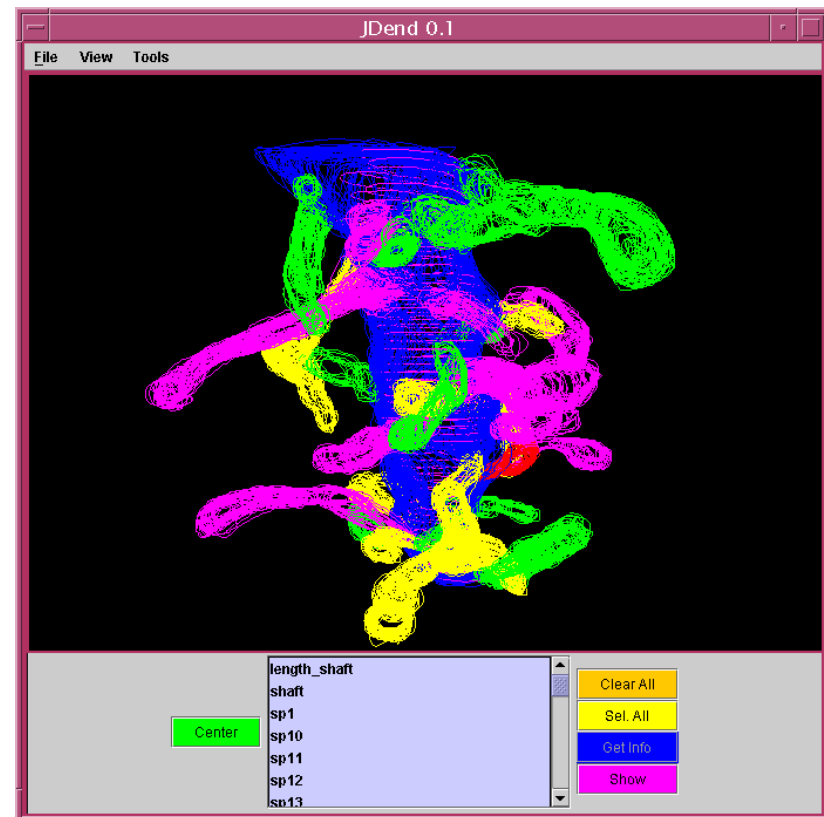 JDend 0.1
File View Tools
length_shaft
shaft
sp1
sp10
sp11
sp12
sp13
Center
Clear All
Sel. All
Get Info
Show